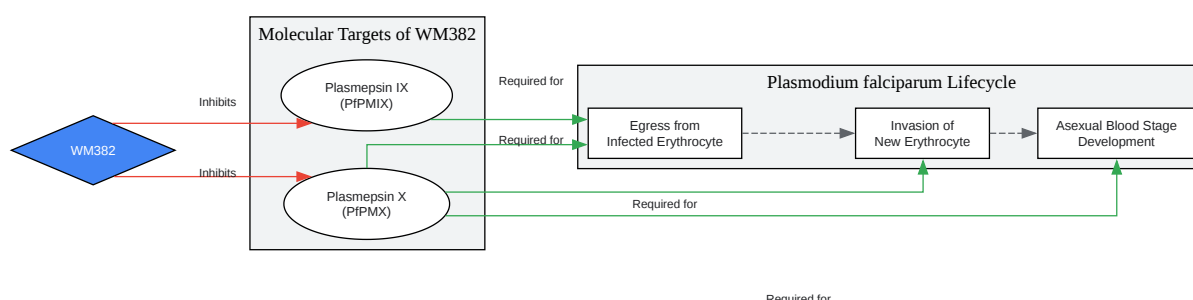 Molecular Targets of WM382
Plasmepsin IX
(PfPMIX)
Inhibits
WM382
Inhibits
Plasmepsin X
(PfPMX)
Required for
Required for
Required for
Plasmodium falciparum Lifecycle
Egress from
Infected Erythrocyte
Invasion of
New Erythrocyte
Asexual Blood Stage
Development
Required for